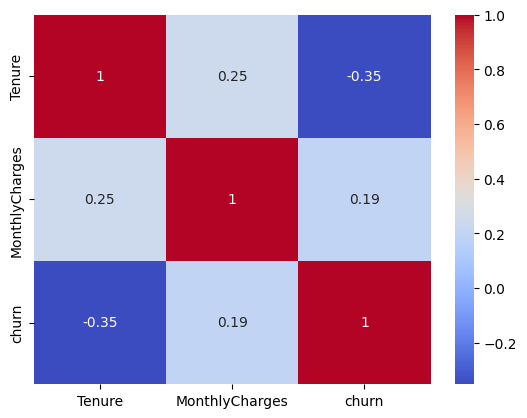 Tenure 1 0.25 -0.35
MonthlyCharges 0.25 1 0.19
churn -0.35 0.19 1
Tenure MonthlyCharges churn
1.0
0.8
0.6
0.4
0.2
0.0
−0.2